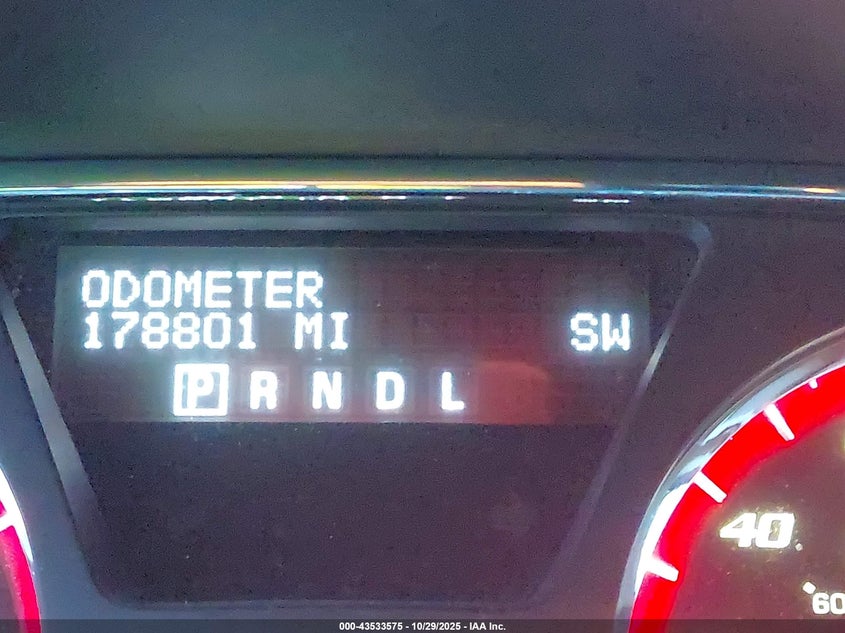 ODOMETER
178801 MI SW
P R N D L
40
60
000-43533575 - 10/29/2025 - IAA Inc.